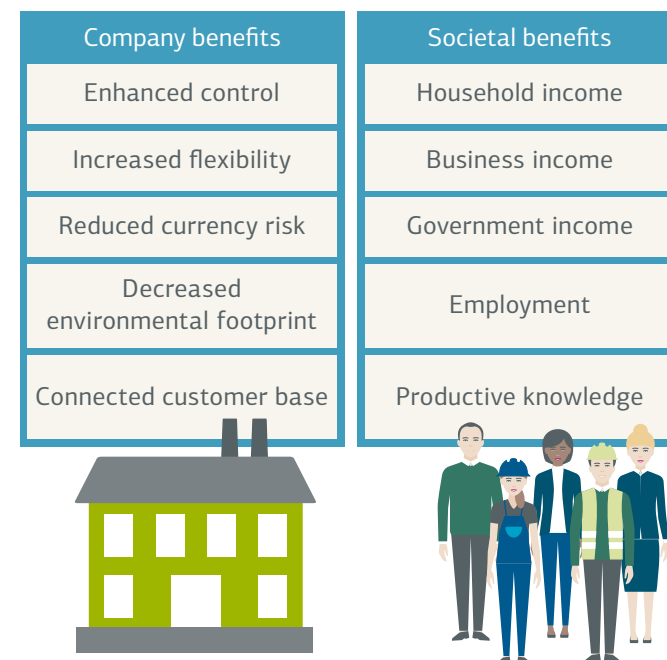 Company benefits
Enhanced control
Increased flexibility
Reduced currency risk
Decreased
environmental footprint
Connected customer base
Societal benefits
Household income
Business income
Government income
Employment
Productive knowledge